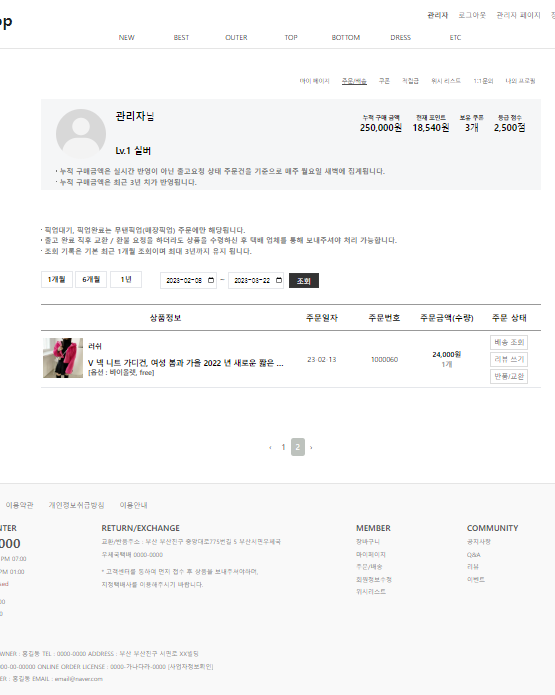 관리자 로그아웃 관리자 페이지
op
NEW BEST OUTER TOP BOTTOM DRESS ETC
마이 페이지 주문/배송 쿠폰 적립금 위시 리스트 1:1문의 나의 프로필
관리자님
Lv.1 실버
누적 구매 금액 현재 포인트 보유 쿠폰 등급 점수
250,000원 18,540원 3개 2,500점
· 누적 구매금액은 실시간 반영이 아닌 출고요청 상태 주문건을 기준으로 매주 월요일 새벽에 집계됩니다.
· 누적 구매금액은 최근 3년 치가 반영됩니다.
· 픽업대기, 픽업완료는 무텐픽업(매장픽업) 주문에만 해당됩니다.
· 출고 완료 직후 교환 / 환불 요청을 하더라도 상품을 수령하신 후 택배 업체를 통해 보내주셔야 처리 가능합니다.
· 조회 기록은 기본 최근 1개월 조회이며 최대 3년까지 유지 됩니다.
1개월 6개월 1년 2023-02-08 ~ 2023-03-22 조회
상품정보 주문일자 주문번호 주문금액(수량) 주문 상태
러쉬
V 넥 니트 가디건, 여성 봄과 가을 2022 년 새로운 짧은 ...
[옵션 : 바이올렛, free]
23-02-13 1000060 24,000원
1개
배송 조회
리뷰 쓰기
반품/교환
‹ 1 2 ›
이용약관 개인정보취급방침 이용안내
NTER RETURN/EXCHANGE MEMBER COMMUNITY
000 교환/반품주소 : 부산 부산진구 중앙대로775번길 5 부산시민우체국 장바구니 공지사항
PM 07:00 우체국택배 0000-0000 마이페이지 Q&A
PM 01:00 * 고객센터를 통하여 먼저 접수 후 상품을 보내주셔야하며, 주문/배송 리뷰
sed 지정택배사를 이용해주시기 바랍니다. 회원정보수정 이벤트
00 위시리스트
0
WNER : 홍길동 TEL : 0000-0000 ADDRESS : 부산 부산진구 서면로 XX빌딩
000-00-00000 ONLINE ORDER LICENSE : 0000-가나다라-0000 [사업자정보확인]
ER : 홍길동 EMAIL : email@naver.com